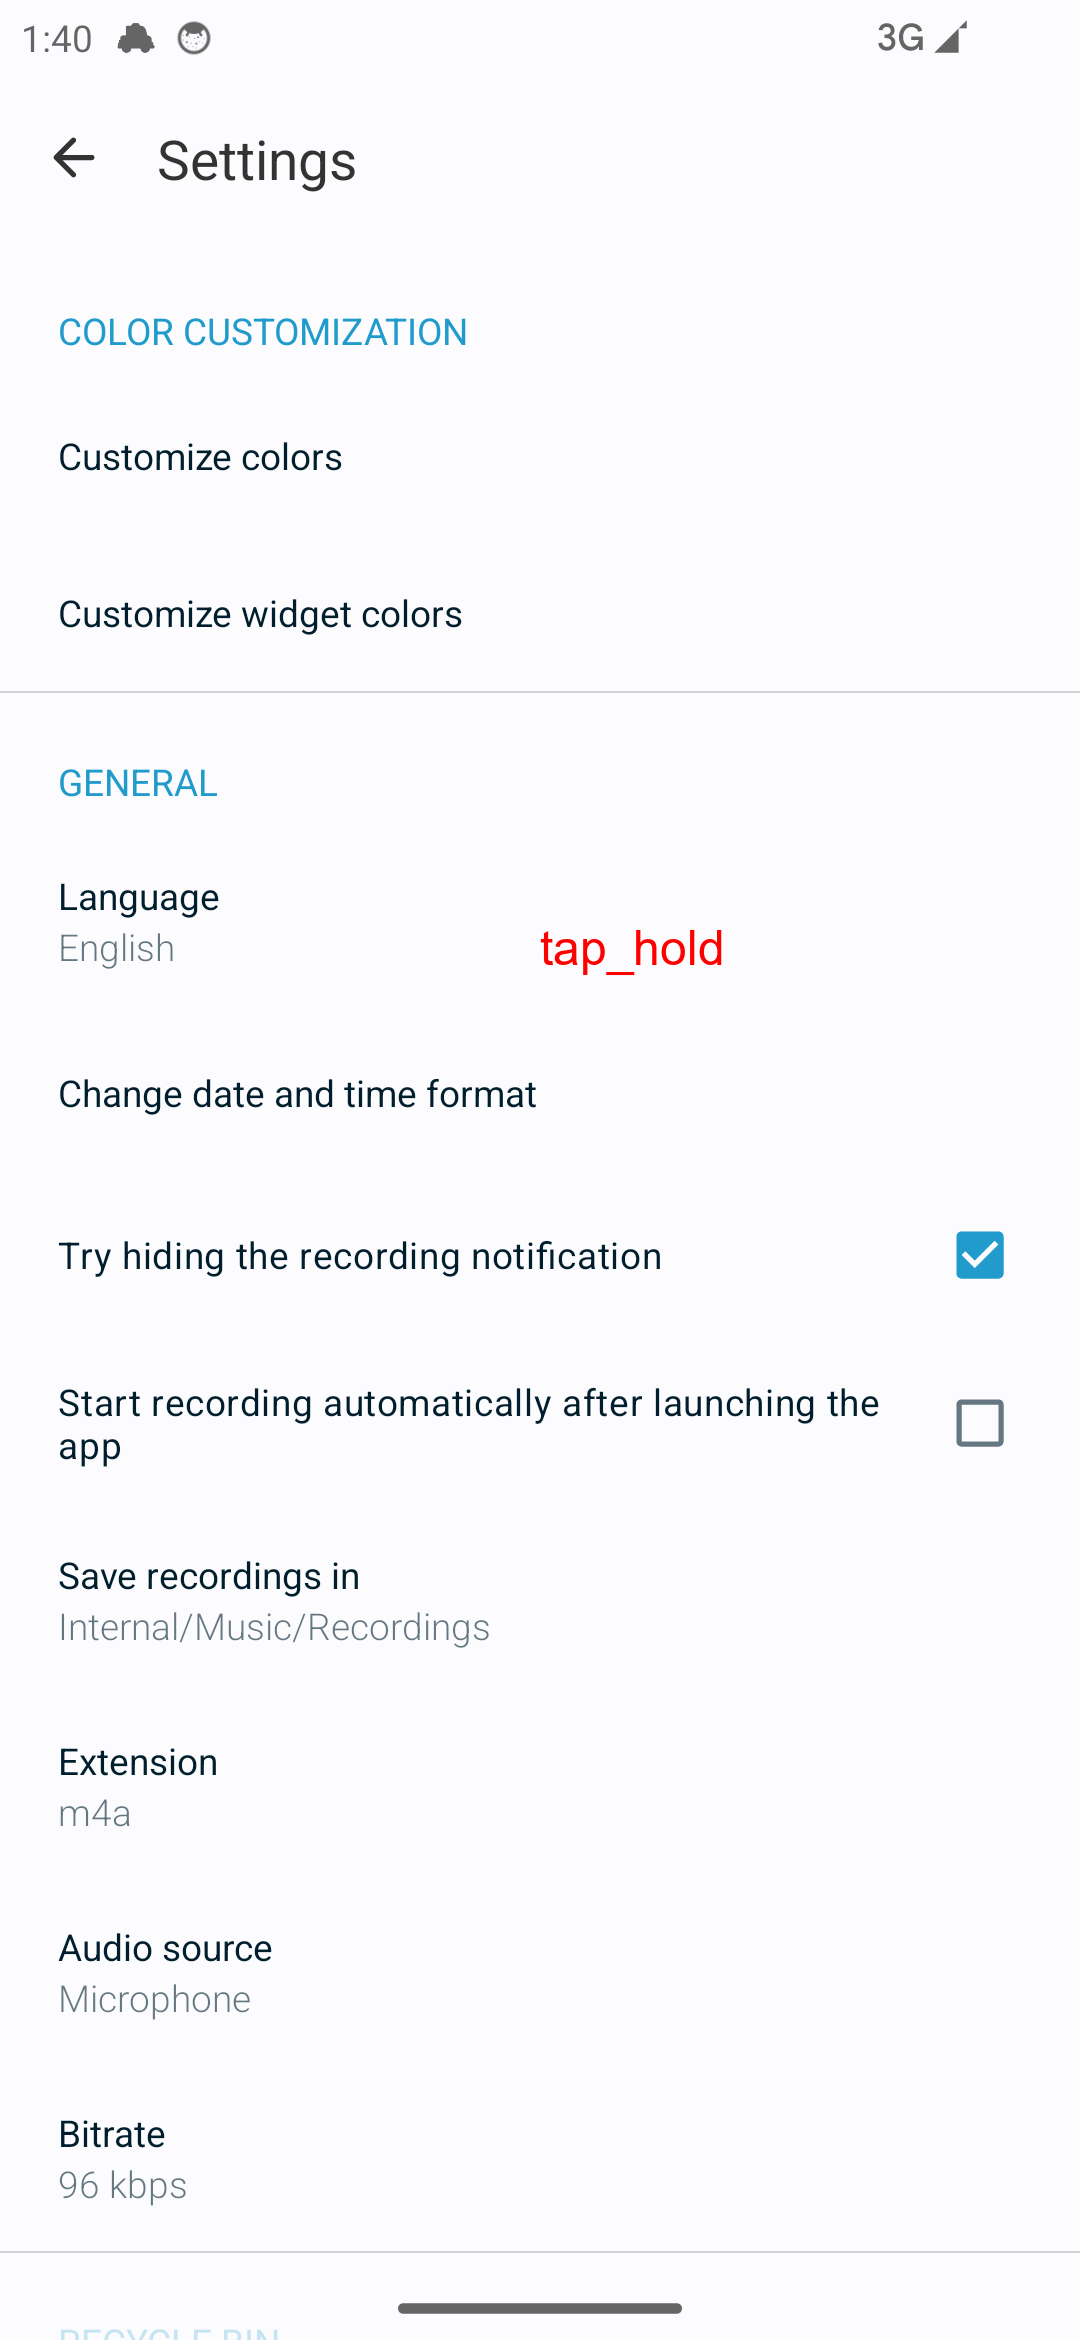 1:40
3G
Settings
COLOR CUSTOMIZATION
Customize colors
Customize widget colors
GENERAL
Language
English
tap_hold
Change date and time format
Try hiding the recording notification
Start recording automatically after launching the
app
Save recordings in
Internal/Music/Recordings
Extension
m4a
Audio source
Microphone
Bitrate
96 kbps
RECYCLE BIN